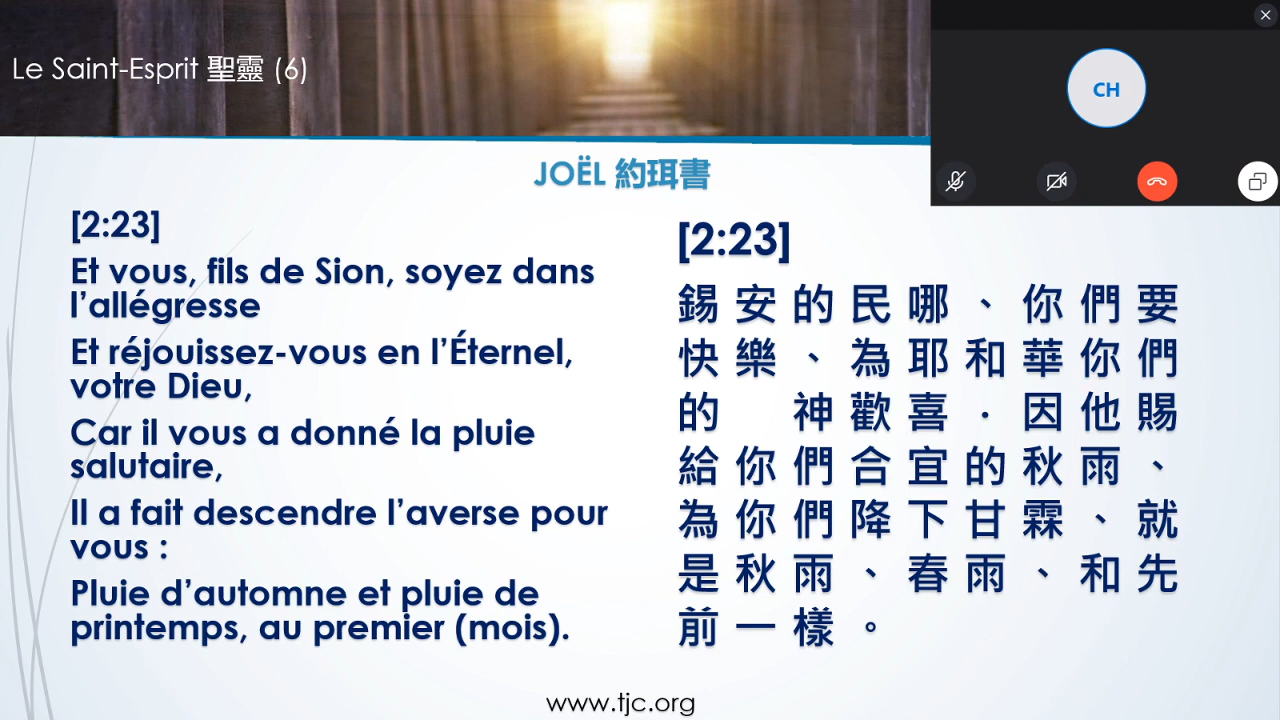 Le Saint-Esprit 聖靈 (6)
CH
JOËL 約珥書
[2:23]
Et vous, fils de Sion, soyez dans
l’allégresse
Et réjouissez-vous en l’Éternel,
votre Dieu,
Car il vous a donné la pluie
salutaire,
Il a fait descendre l’averse pour
vous :
Pluie d’automne et pluie de
printemps, au premier (mois).
[2:23]
錫安的民哪、你們要
快樂、為耶和華你們
的　神歡喜．因他賜
給你們合宜的秋雨、
為你們降下甘霖、就
是秋雨、春雨、和先
前一樣。
www.tjc.org